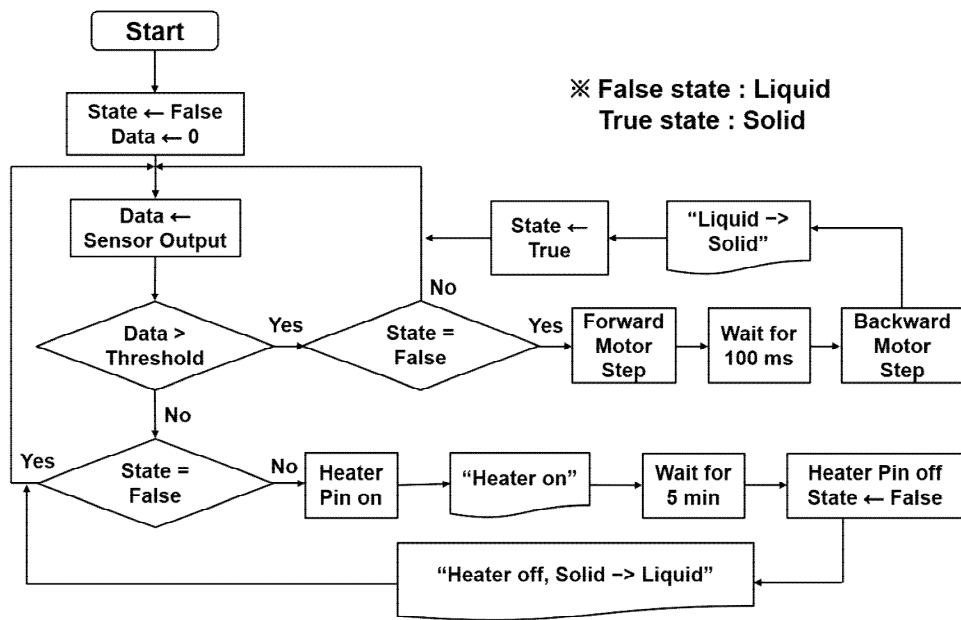 Start
State ← False
Data ← 0
※ False state : Liquid
True state : Solid
Data ←
Sensor Output
State ←
True
“Liquid −>
Solid”
No
Data >
Threshold
Yes
State =
False
Yes
Forward
Motor
Step
Wait for
100 ms
Backward
Motor
Step
No
Yes
State =
False
No
Heater
Pin on
“Heater on”
Wait for
5 min
Heater Pin off
State ← False
“Heater off, Solid −> Liquid”